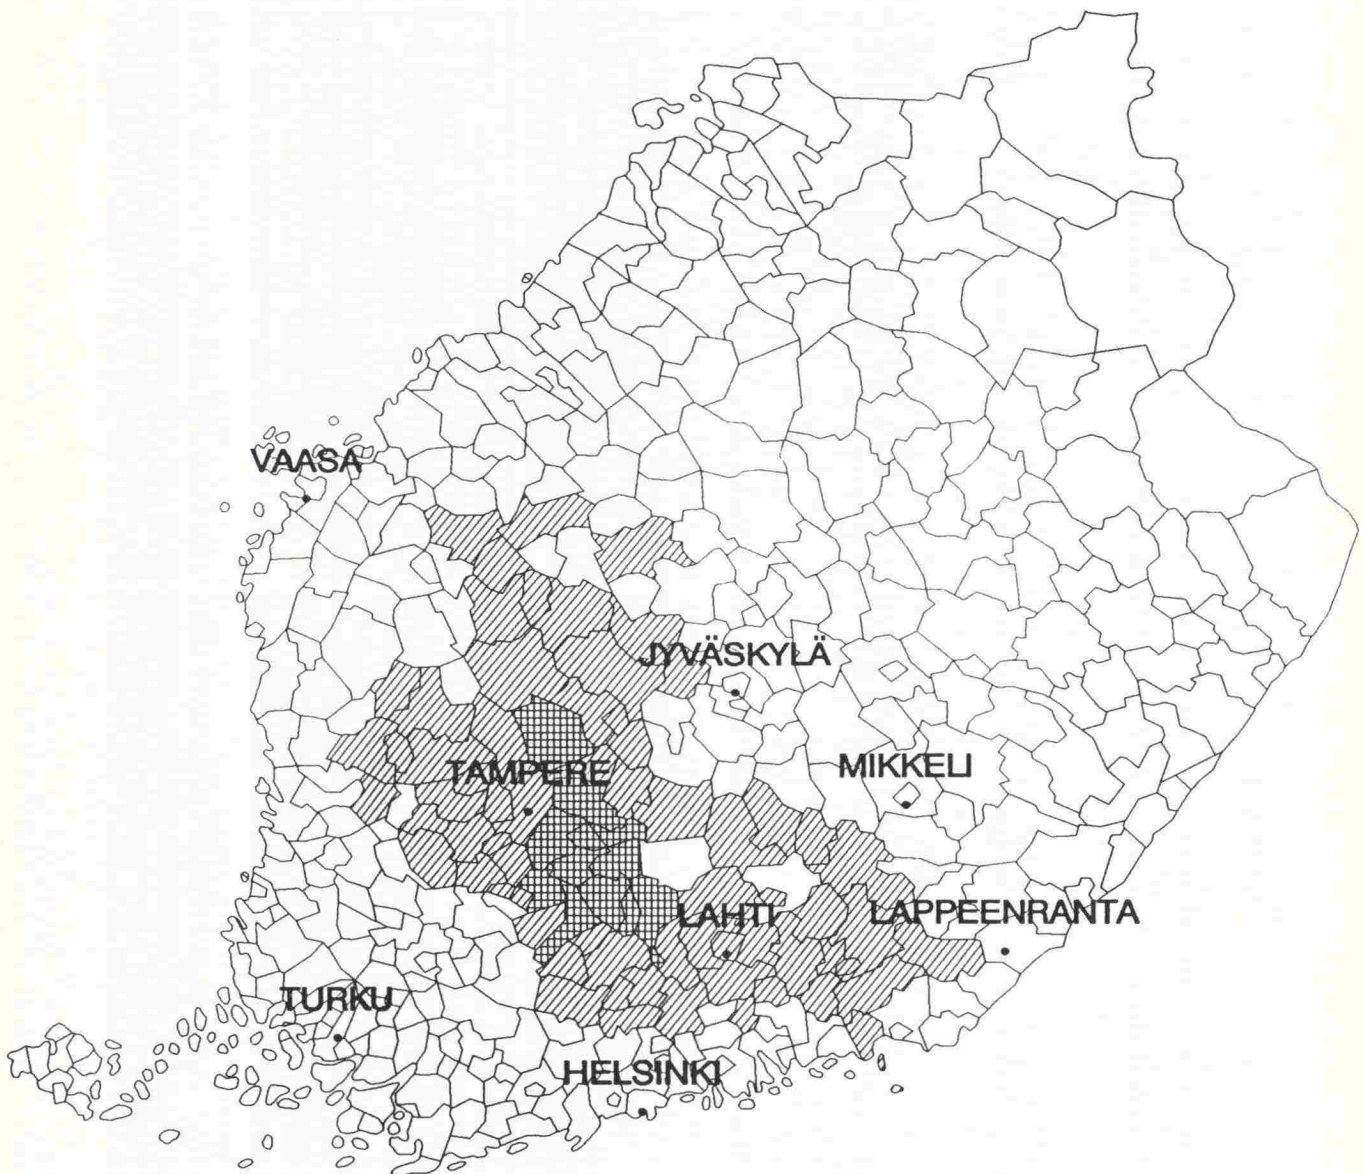 VAASA
JYVÄSKYLÄ
MIKKELI
TAMPERE
LAHTI
LAPPEENRANTA
TURKU
HELSINKI